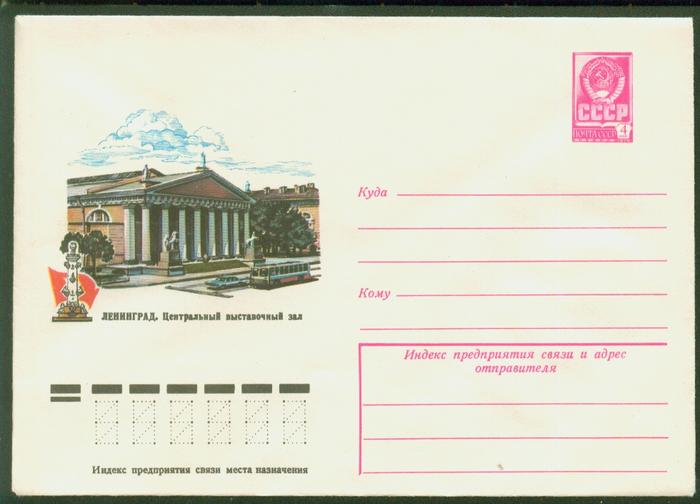 СССР
ПОЧТА СССР 4
Куда
Кому
ЛЕНИНГРАД. Центральный выставочный зал
Индекс предприятия связи и адрес
отправителя
Индекс предприятия связи места назначения